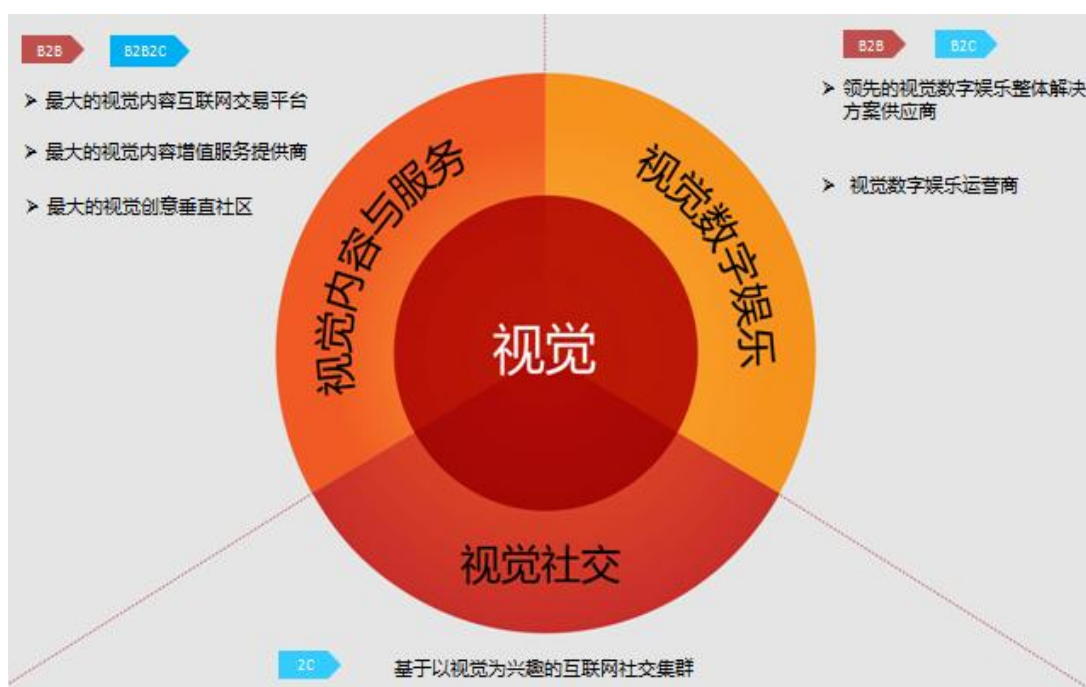 B2B
B2B2C
➢ 最大的视觉内容互联网交易平台
➢ 最大的视觉内容增值服务提供商
➢ 最大的视觉创意垂直社区
B2B
B2C
➢ 领先的视觉数字娱乐整体解决
方案供应商
➢ 视觉数字娱乐运营商
视觉内容与服务
视觉数字娱乐
视觉
视觉社交
2C
基于以视觉为兴趣的互联网社交集群